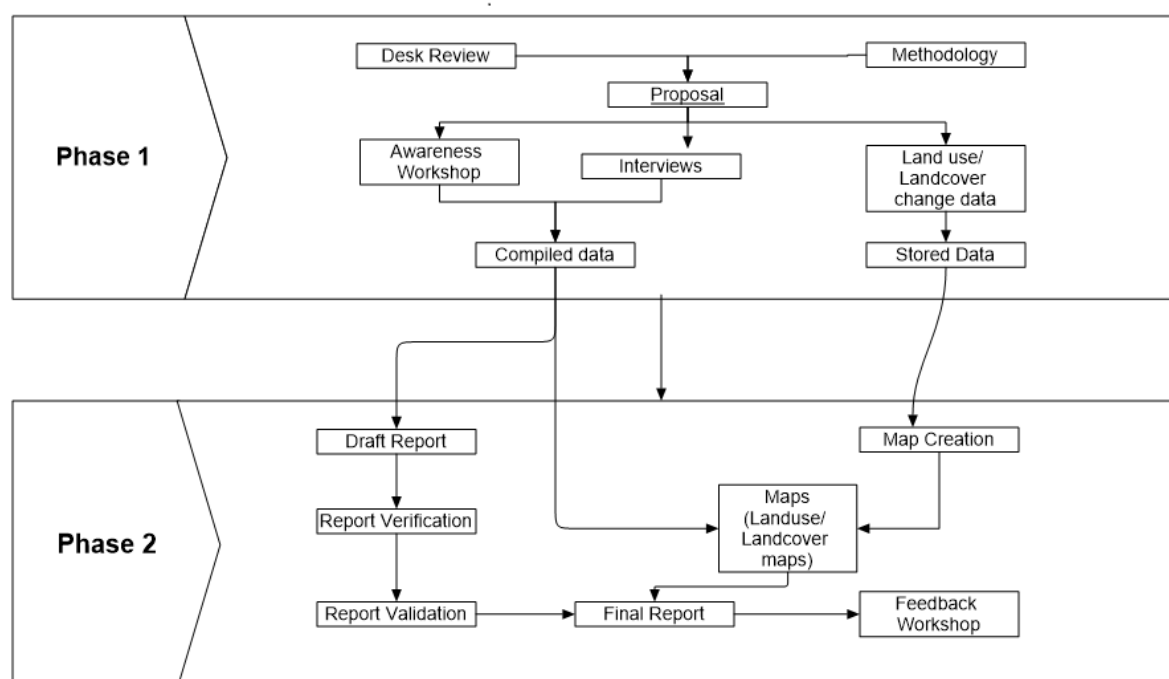 Desk Review
Methodology
Proposal
Phase 1
Awareness
Workshop
Interviews
Land use/
Landcover
change data
Compiled data
Stored Data
Draft Report
Map Creation
Phase 2
Report Verification
Maps
(Landuse/
Landcover
maps)
Report Validation
Final Report
Feedback
Workshop